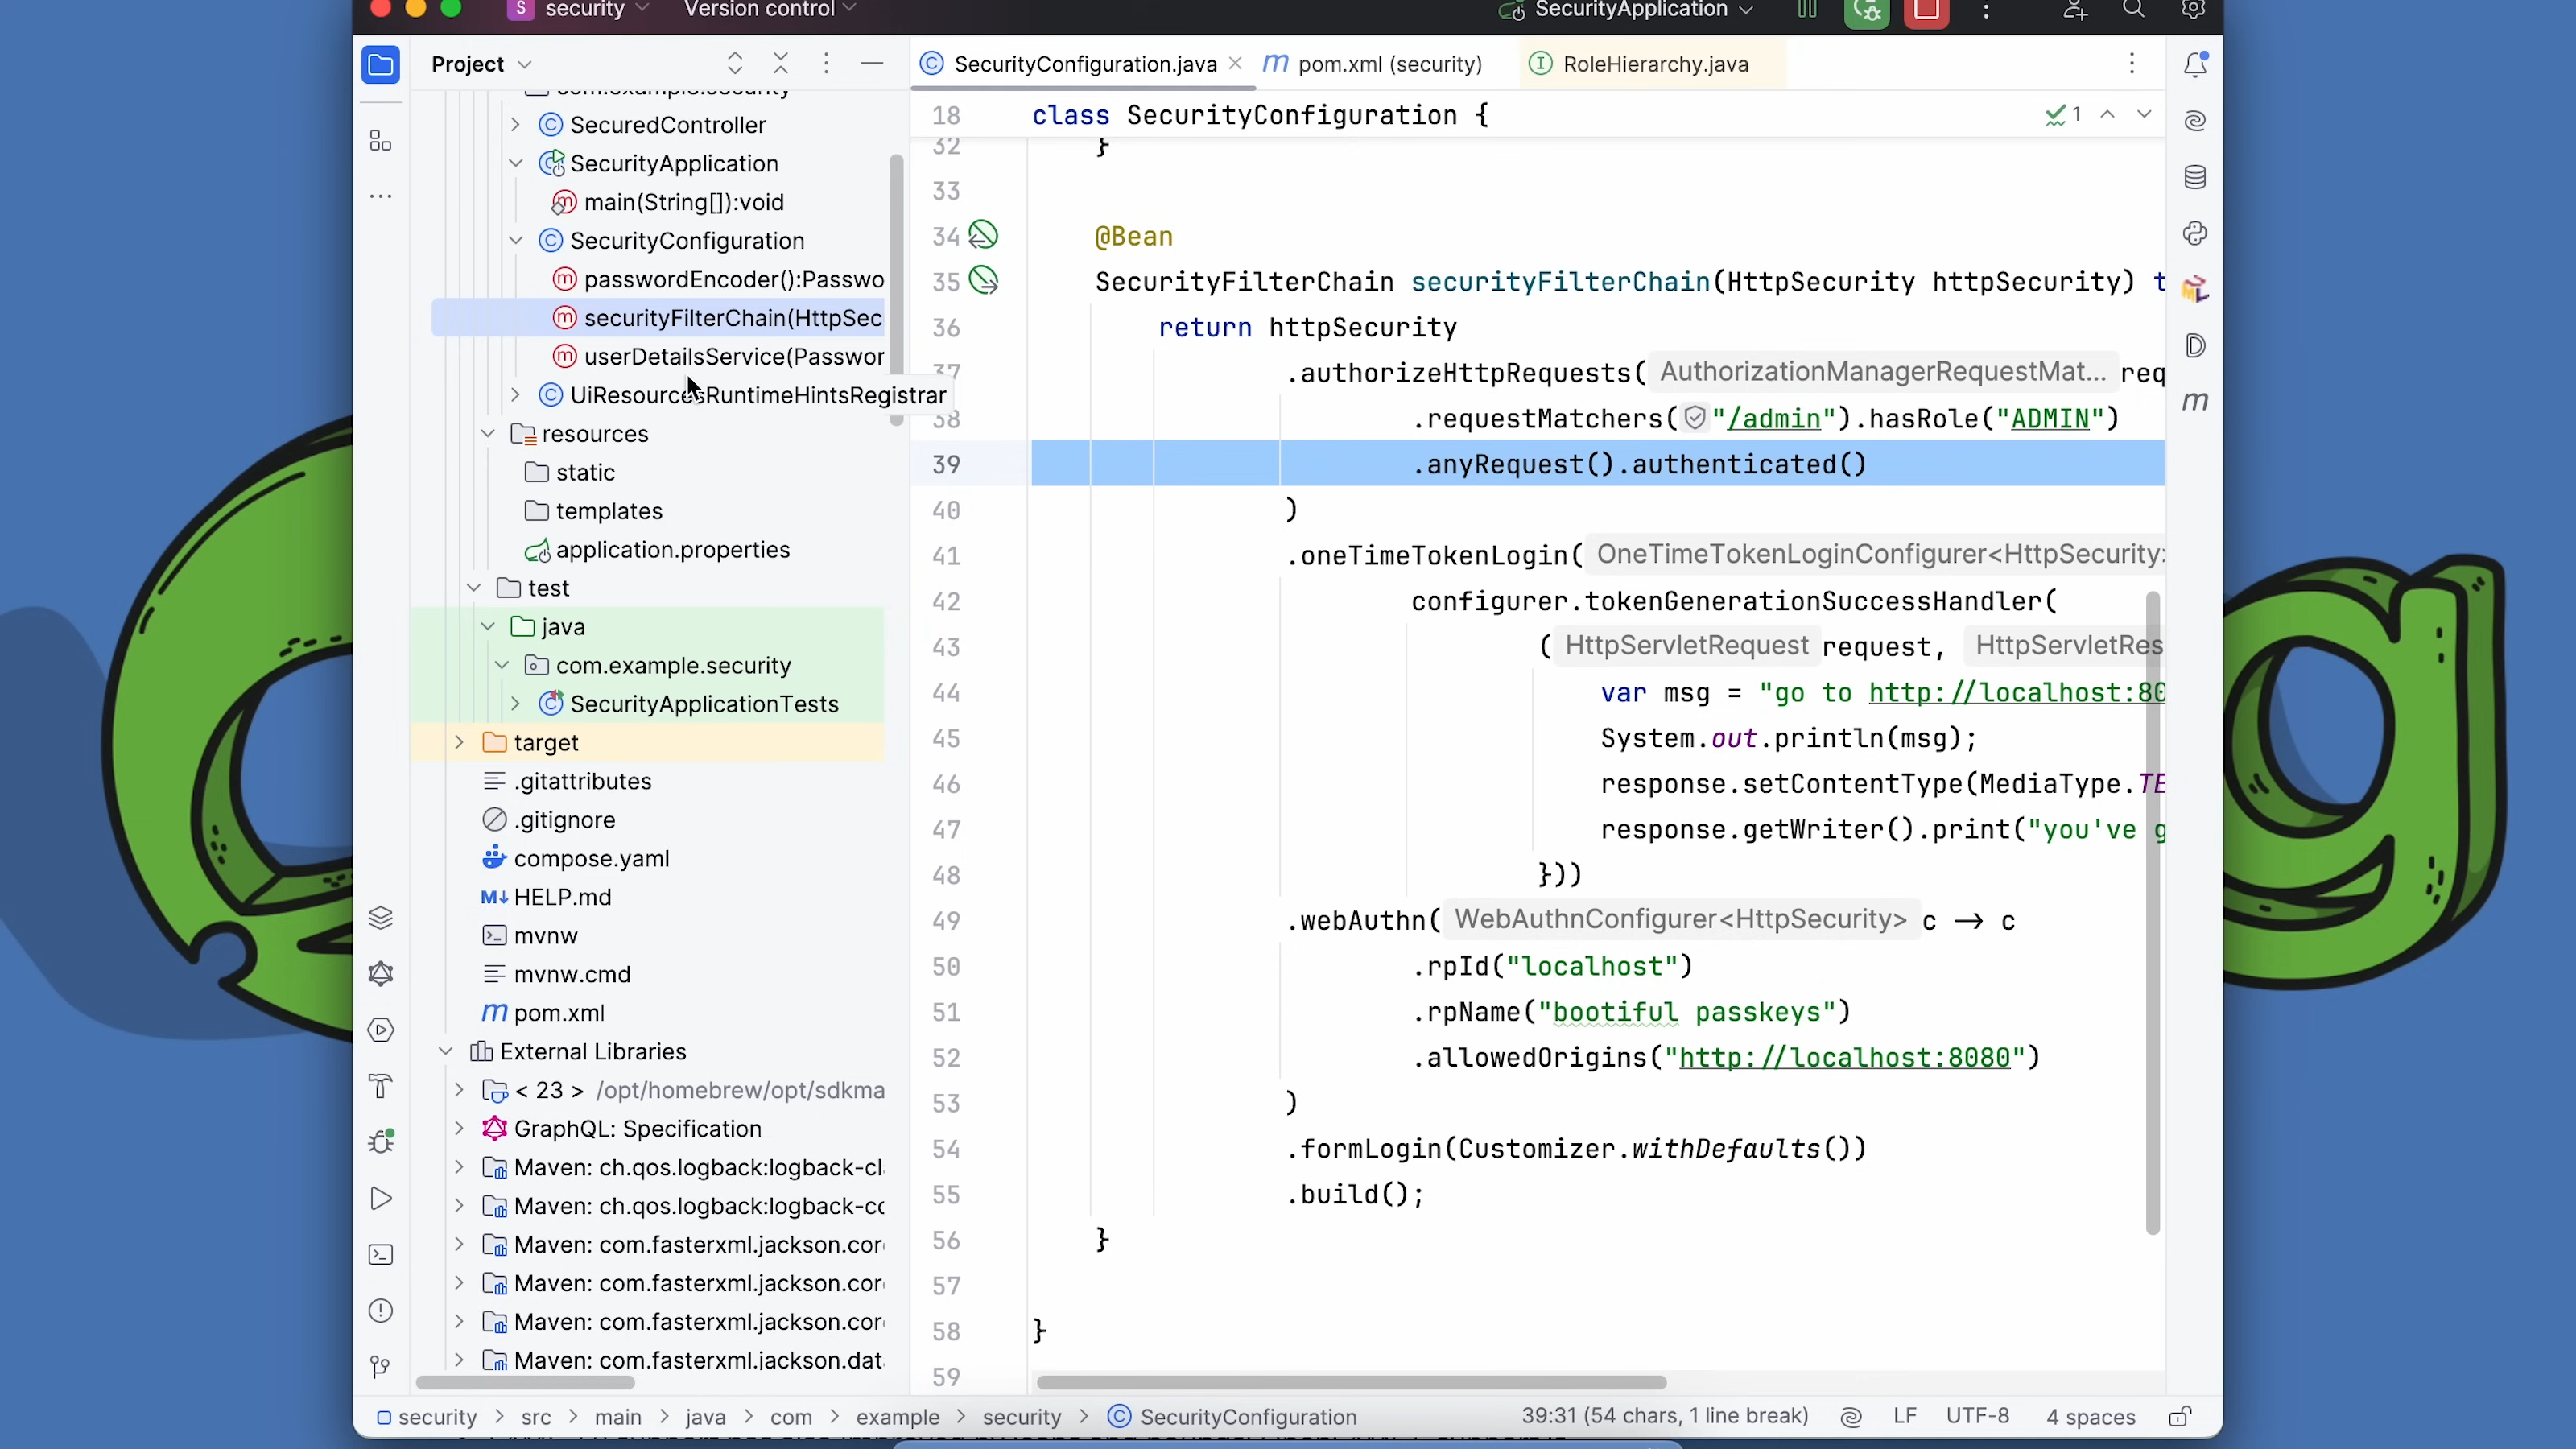 S security Version control SecurityApplication
Project
SecurityConfiguration.java
m pom.xml (security)
RoleHierarchy.java
com.example.security
SecuredController
SecurityApplication
main(String[]):void
SecurityConfiguration
passwordEncoder():Passwo
securityFilterChain(HttpSec
userDetailsService(Passwor
UiResourcesRuntimeHintsRegistrar
resources
static
templates
application.properties
test
java
com.example.security
SecurityApplicationTests
target
.gitattributes
.gitignore
compose.yaml
M↓ HELP.md
mvnw
mvnw.cmd
m pom.xml
External Libraries
< 23 > /opt/homebrew/opt/sdkma
GraphQL: Specification
Maven: ch.qos.logback:logback-cla
Maven: ch.qos.logback:logback-co
Maven: com.fasterxml.jackson.cor
Maven: com.fasterxml.jackson.cor
Maven: com.fasterxml.jackson.cor
Maven: com.fasterxml.jackson.dat
18 class SecurityConfiguration {
1
32 }
33
34 @Bean
35 SecurityFilterChain securityFilterChain(HttpSecurity httpSecurity) t
36 return httpSecurity
37 .authorizeHttpRequests( AuthorizationManagerRequestMat... req
38 .requestMatchers("/admin").hasRole("ADMIN")
39 .anyRequest().authenticated()
40 )
41 .oneTimeTokenLogin( OneTimeTokenLoginConfigurer<HttpSecurity>
42 configurer.tokenGenerationSuccessHandler(
43 ( HttpServletRequest request, HttpServletRes
44 var msg = "go to http://localhost:80
45 System.out.println(msg);
46 response.setContentType(MediaType.TE
47 response.getWriter().print("you've g
48 }))
49 .webAuthn( WebAuthnConfigurer<HttpSecurity> c → c
50 .rpId("localhost")
51 .rpName("bootiful passkeys")
52 .allowedOrigins("http://localhost:8080")
53 )
54 .formLogin(Customizer.withDefaults())
55 .build();
56 }
57
58 }
59
security > src > main > java > com > example > security > SecurityConfiguration
39:31 (54 chars, 1 line break) LF UTF-8 4 spaces